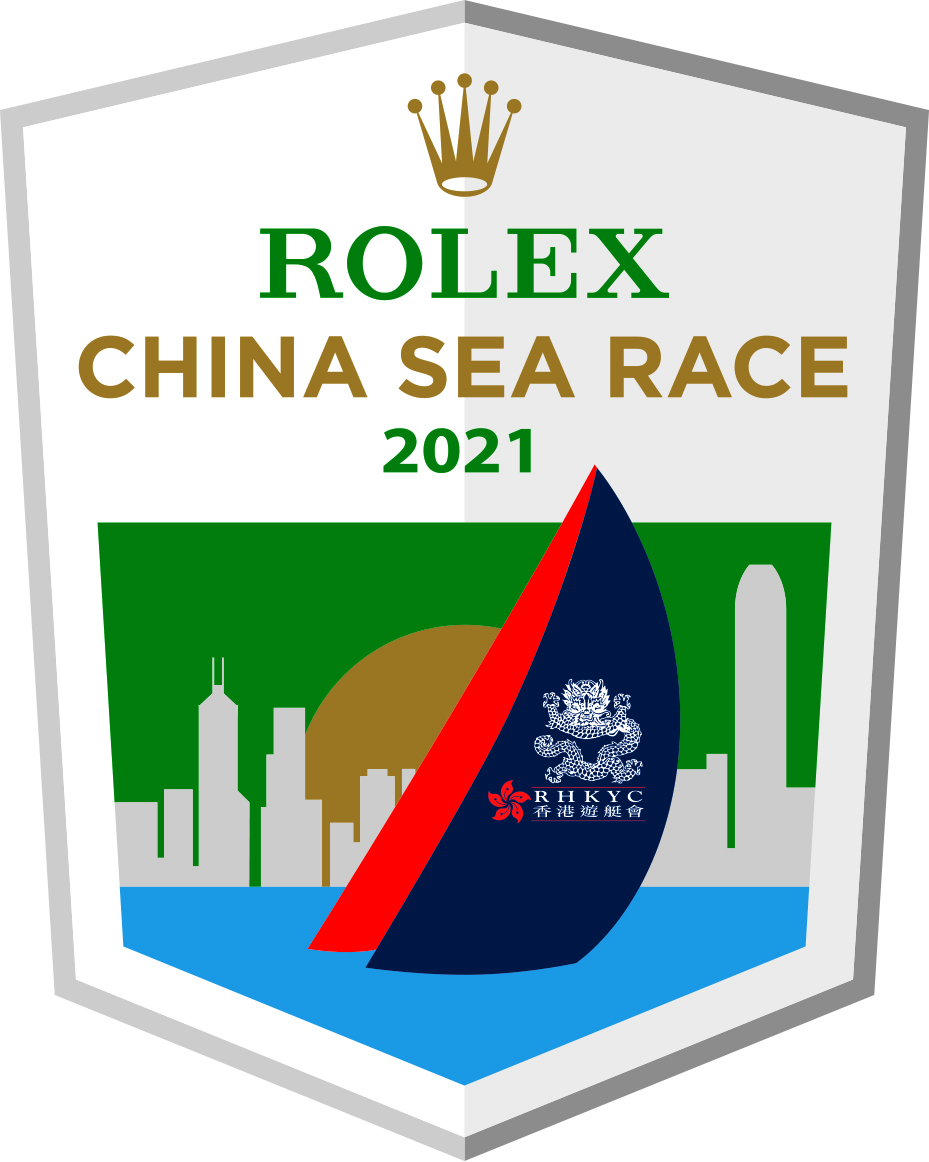 ROLEX
CHINA SEA RACE
2021
RHKYC
香港遊艇會